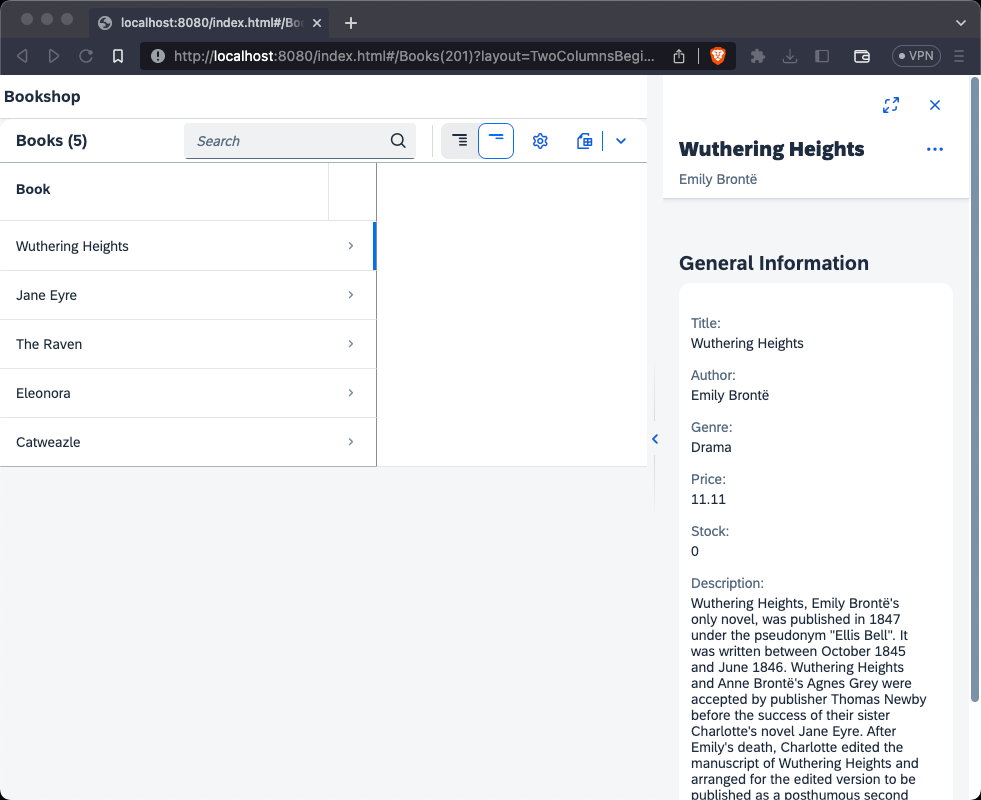 localhost:8080/index.html#/Bo
http://localhost:8080/index.html#/Books(201)?layout=TwoColumnsBegi...
VPN
Bookshop
Books (5)
Search
Book
Wuthering Heights
Jane Eyre
The Raven
Eleonora
Catweazle
Wuthering Heights
Emily Brontë
General Information
Title:
Wuthering Heights
Author:
Emily Brontë
Genre:
Drama
Price:
11.11
Stock:
0
Description:
Wuthering Heights, Emily Brontë's
only novel, was published in 1847
under the pseudonym "Ellis Bell". It
was written between October 1845
and June 1846. Wuthering Heights
and Anne Brontë's Agnes Grey were
accepted by publisher Thomas Newby
before the success of their sister
Charlotte's novel Jane Eyre. After
Emily's death, Charlotte edited the
manuscript of Wuthering Heights and
arranged for the edited version to be
published as a posthumous second